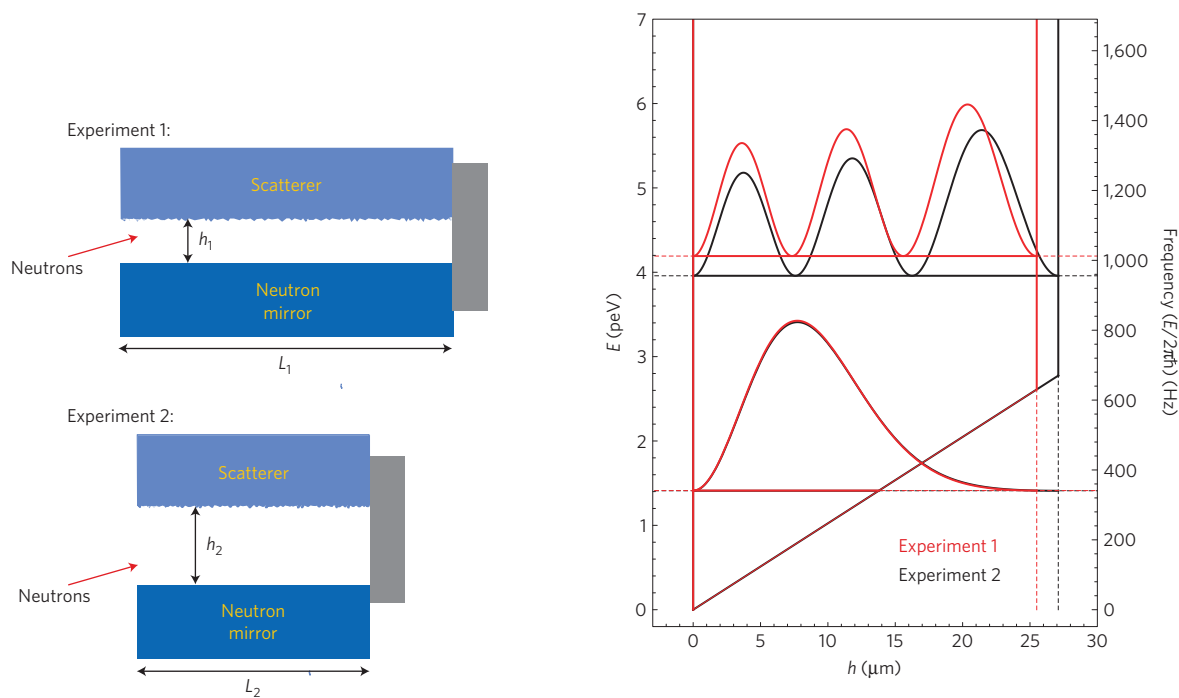 Experiment 1:
Scatterer
h1
Neutrons
Neutron
mirror
L1
Experiment 2:
Scatterer
h2
Neutrons
Neutron
mirror
L2
7
6
5
4
3
2
1
0
E (peV)
1,600
1,400
1,200
1,000
800
600
400
200
0
Frequency (E/2πħ) (Hz)
Experiment 1
Experiment 2
0
5
10
15
20
25
30
h (μm)